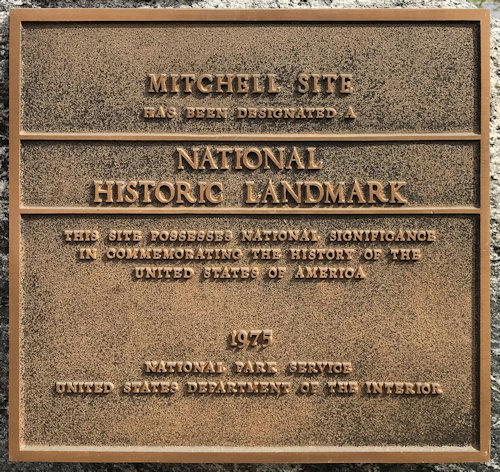 MITCHELL SITE
HAS BEEN DESIGNATED A
NATIONAL
HISTORIC LANDMARK
THIS SITE POSSESSES NATIONAL SIGNIFICANCE
IN COMMEMORATING THE HISTORY OF THE
UNITED STATES OF AMERICA
1975
NATIONAL PARK SERVICE
UNITED STATES DEPARTMENT OF THE INTERIOR